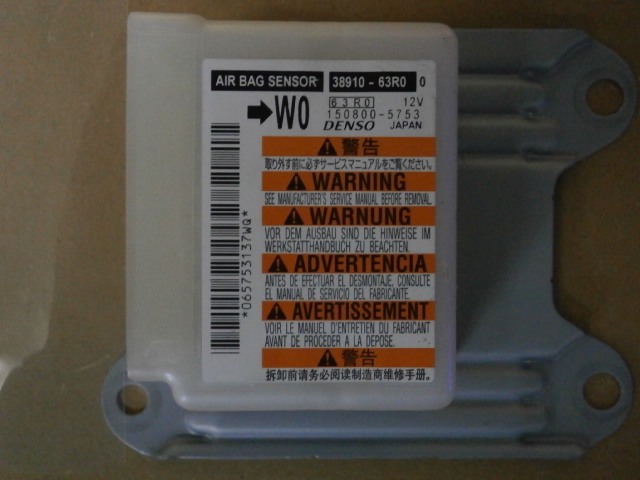 AIR BAG SENSOR 38910 - 63R0 0
W0 63R0 12V
150800-5753
DENSO JAPAN
警告
取り外す前に必ずサービスマニュアルをご覧ください。
WARNING
SEE MANUFACTURER'S SERVICE MANUAL BEFORE REMOVAL.
WARNUNG
VOR DEM AUSBAU SIND DIE HINWEISE IM
WERKSTATTHANDBUCH ZU BEACHTEN.
ADVERTENCIA
ANTES DE EFECTUAR EL DESMONTAJE, CONSULTE
EL MANUAL DE SERVICIO DEL FABRICANTE.
AVERTISSEMENT
VOIR LE MANUEL D'ENTRETIEN DU FABRICANT
AVANT DE PROCÉDER A LA DEPOSE.
警告
拆卸前请务必阅读制造商维修手册。
*065753137WQ*